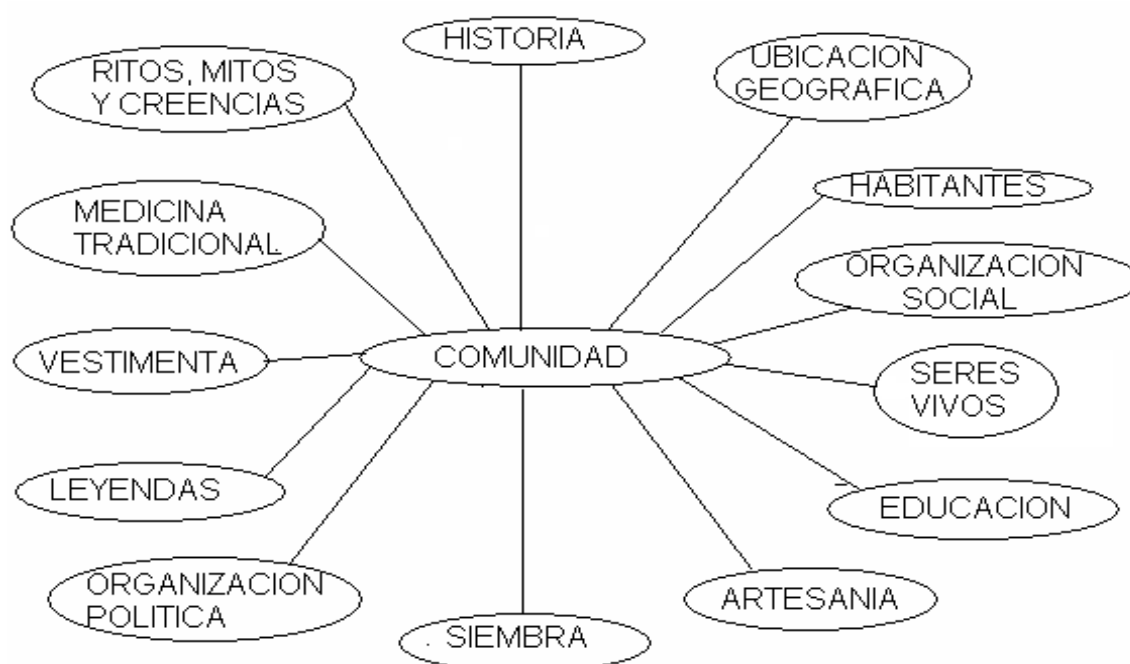 HISTORIA
UBICACION
GEOGRAFICA
RITOS, MITOS
Y CREENCIAS
HABITANTES
MEDICINA
TRADICIONAL
ORGANIZACION
SOCIAL
VESTIMENTA
COMUNIDAD
SERES
VIVOS
LEYENDAS
EDUCACION
ORGANIZACION
POLITICA
ARTESANIA
SIEMBRA